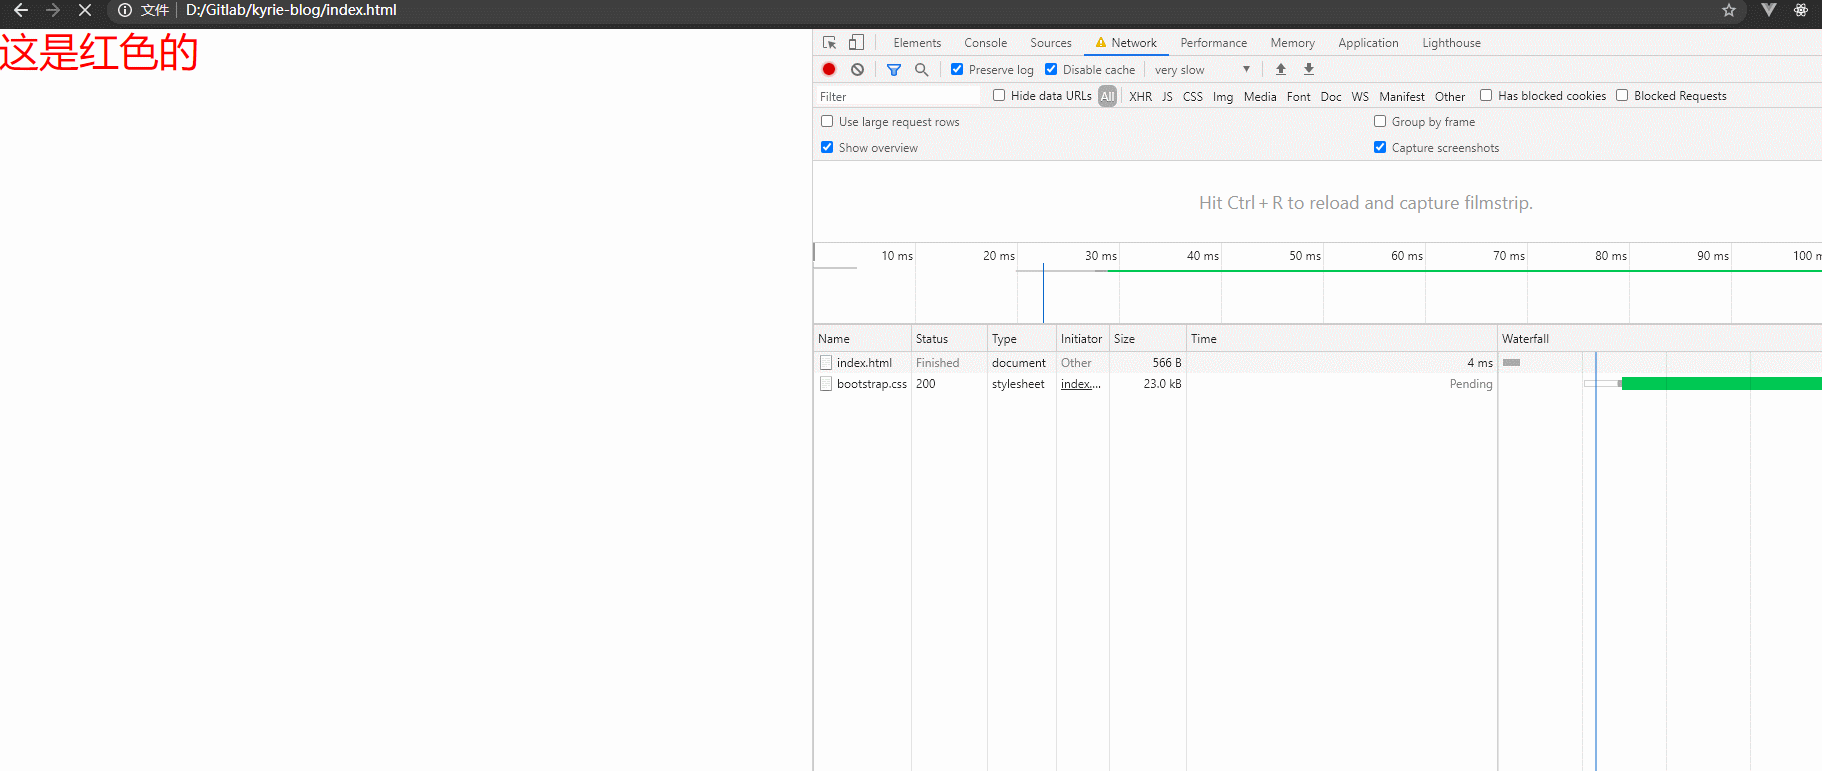 文件 D:/Gitlab/kyrie-blog/index.html
这是红色的
Elements Console Sources Network Performance Memory Application Lighthouse
Preserve log Disable cache very slow
Filter Hide data URLs All XHR JS CSS Img Media Font Doc WS Manifest Other Has blocked cookies Blocked Requests
Use large request rows Group by frame
Show overview Capture screenshots
Hit Ctrl + R to reload and capture filmstrip.
10 ms 20 ms 30 ms 40 ms 50 ms 60 ms 70 ms 80 ms 90 ms 100 m
Name Status Type Initiator Size Time Waterfall
index.html Finished document Other 566 B 4 ms
bootstrap.css 200 stylesheet index.... 23.0 kB Pending